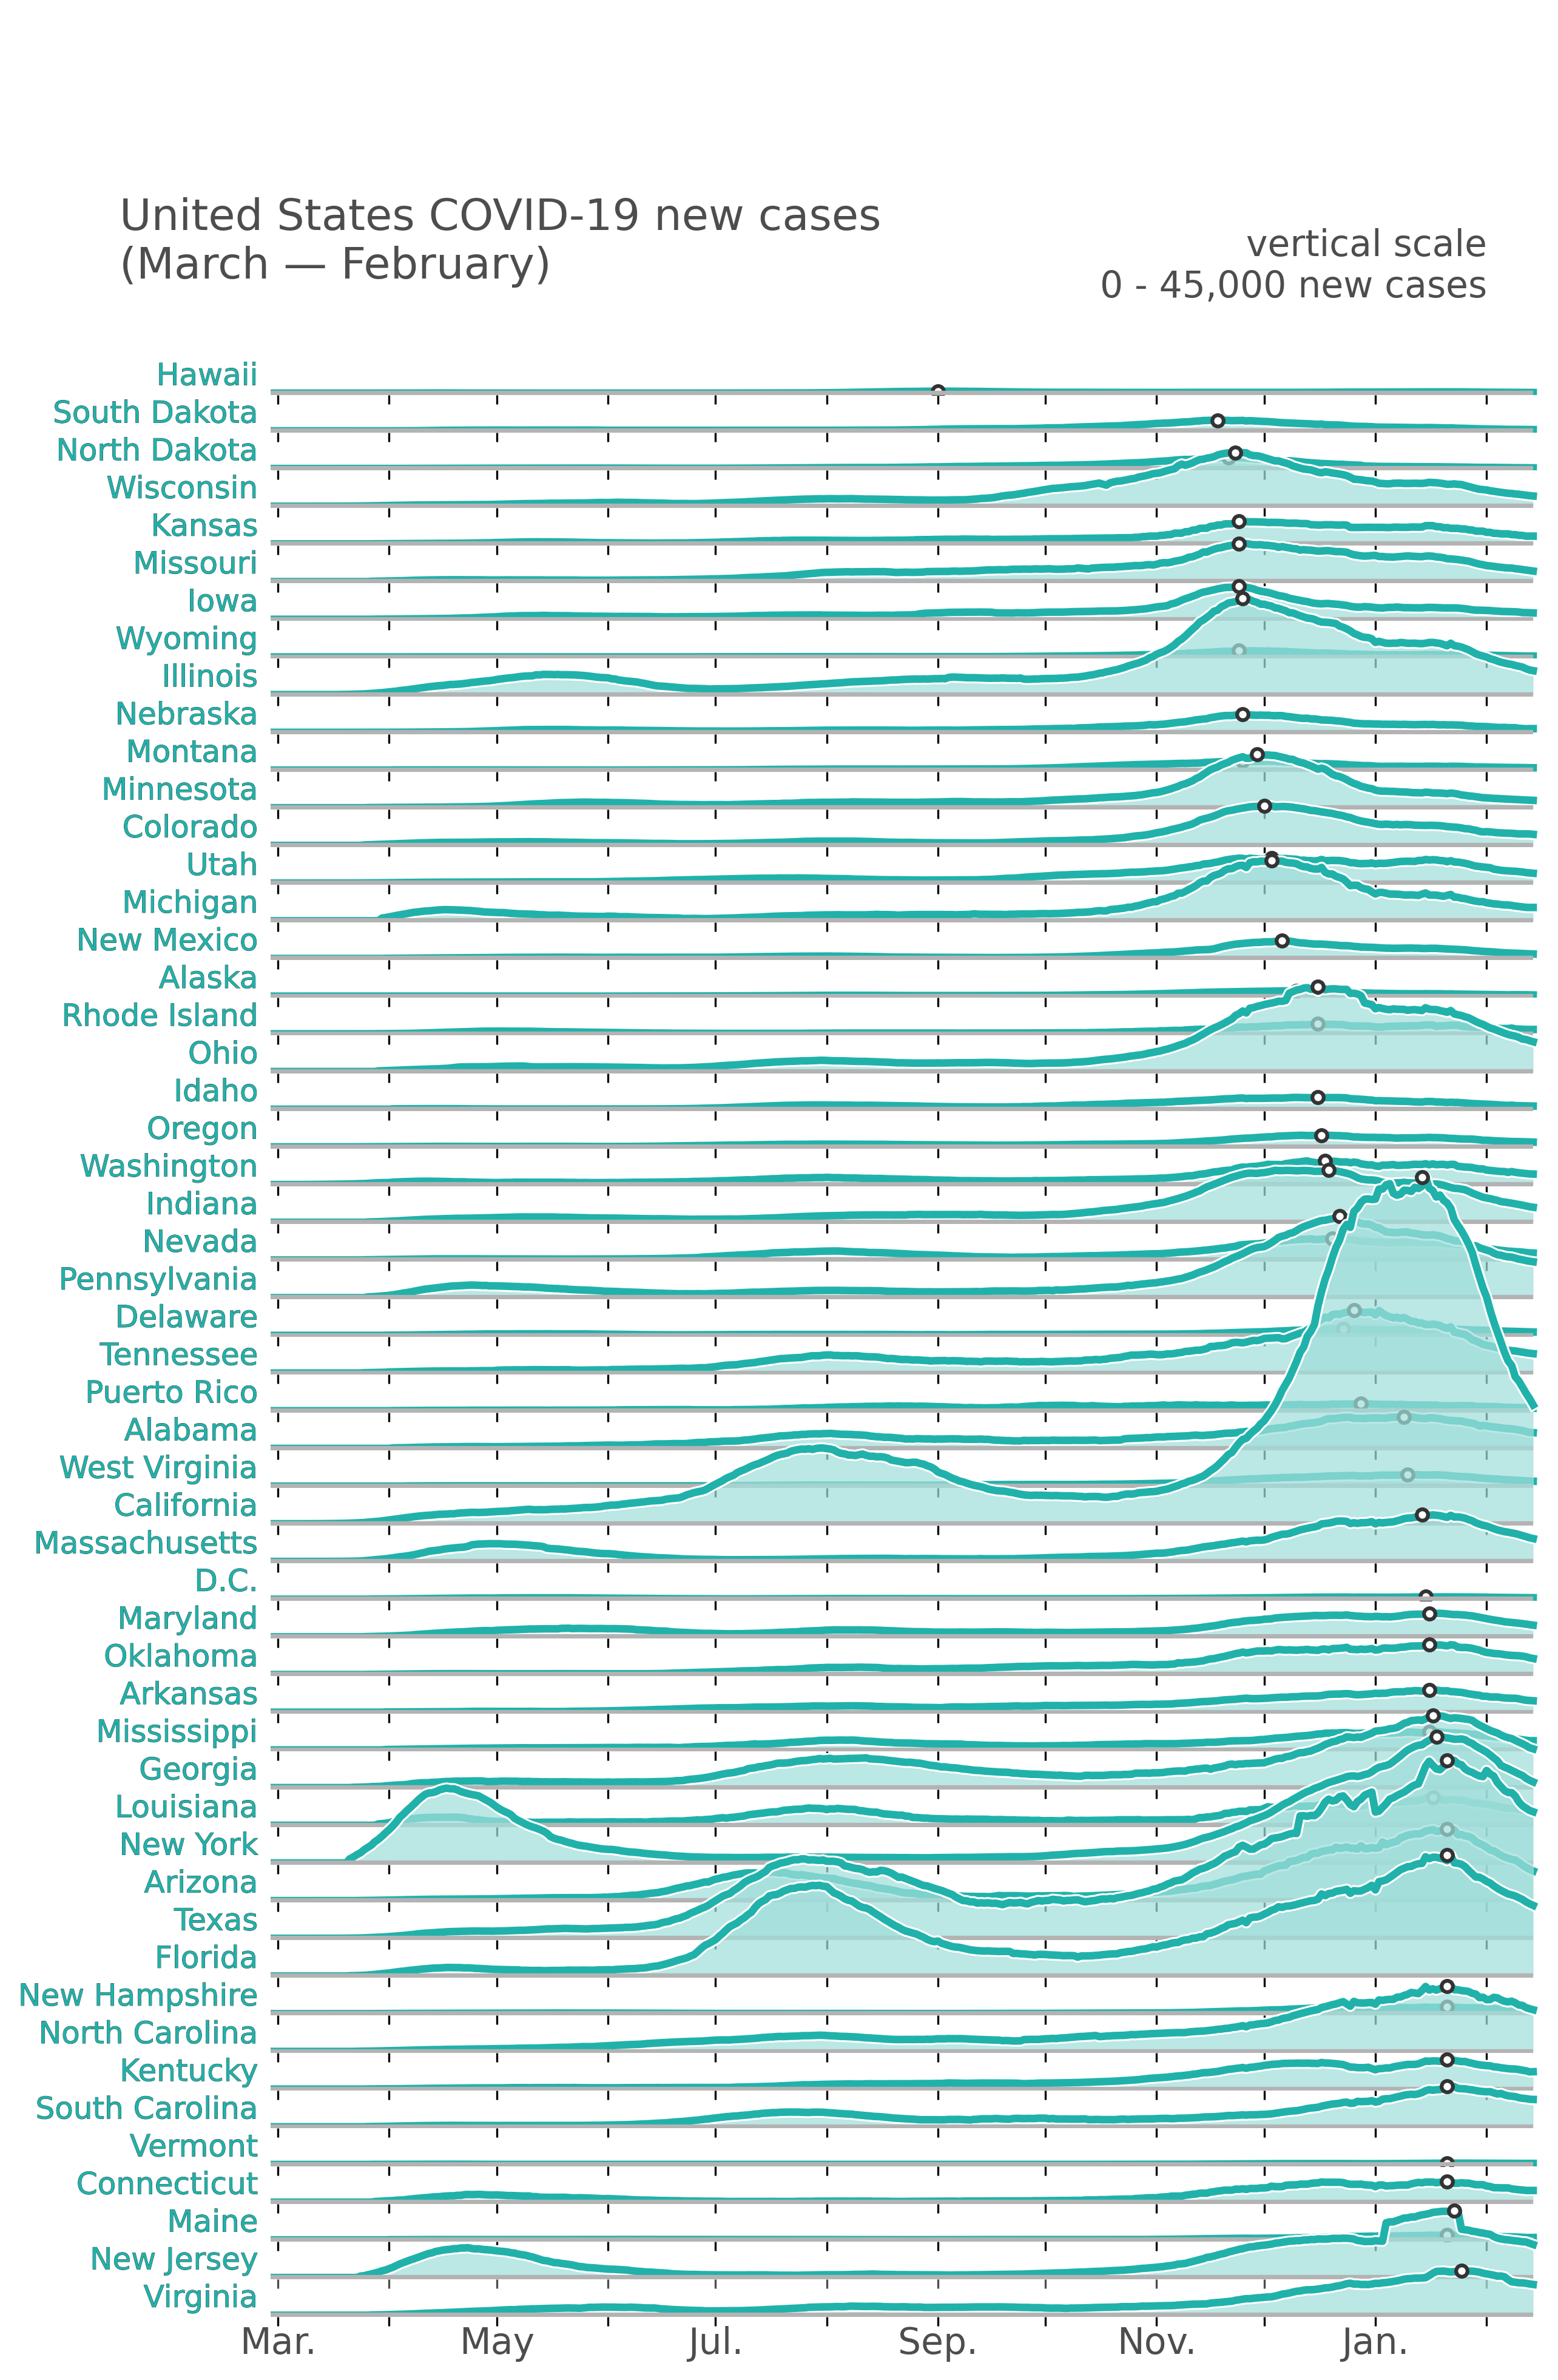 United States COVID-19 new cases
(March — February)
vertical scale
0 - 45,000 new cases
Hawaii
South Dakota
North Dakota
Wisconsin
Kansas
Missouri
Iowa
Wyoming
Illinois
Nebraska
Montana
Minnesota
Colorado
Utah
Michigan
New Mexico
Alaska
Rhode Island
Ohio
Idaho
Oregon
Washington
Indiana
Nevada
Pennsylvania
Delaware
Tennessee
Puerto Rico
Alabama
West Virginia
California
Massachusetts
D.C.
Maryland
Oklahoma
Arkansas
Mississippi
Georgia
Louisiana
New York
Arizona
Texas
Florida
New Hampshire
North Carolina
Kentucky
South Carolina
Vermont
Connecticut
Maine
New Jersey
Virginia
Mar. May Jul. Sep. Nov. Jan.